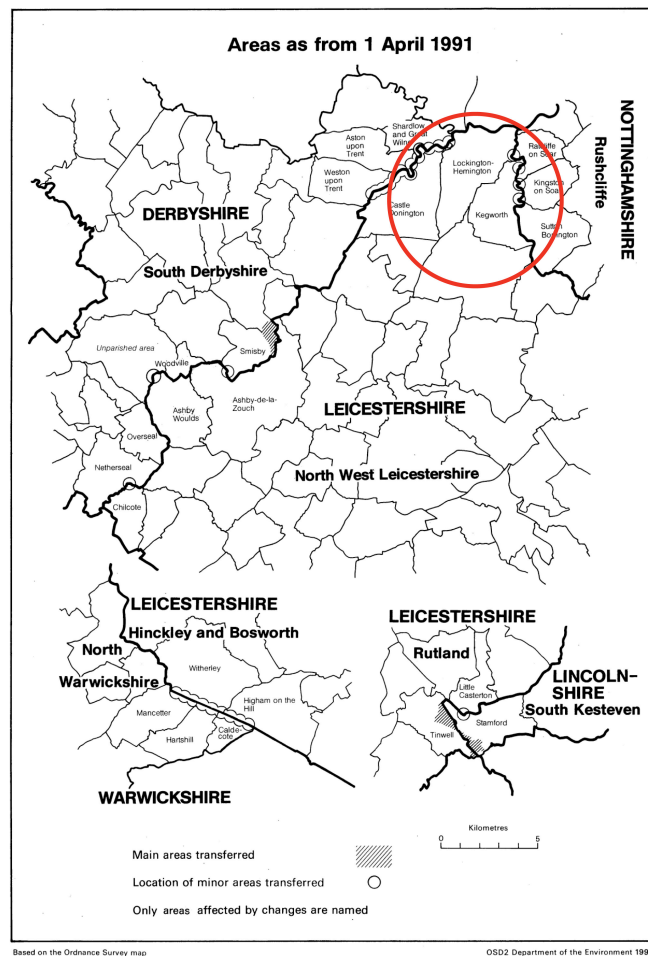 Areas as from 1 April 1991
NOTTINGHAMSHIRE
Rushcliffe
Aston
upon
Trent
Shardlow
and Great
Wilne
Weston
upon
Trent
Lockington-
Hemington
Ratcliffe
on Soar
Kingston
on Soar
Castle
Donington
Kegworth
Sutton
Bonington
DERBYSHIRE
South Derbyshire
Unparished area
Woodville
Smisby
Ashby
Woulds
Ashby-de-la-
Zouch
LEICESTERSHIRE
Overseal
Netherseal
North West Leicestershire
Chilcote
LEICESTERSHIRE
Hinckley and Bosworth
North
Warwickshire
Witherley
Mancetter
Higham on the
Hill
Hartshill
Calde-
cote
WARWICKSHIRE
LEICESTERSHIRE
Rutland
LINCOLN-
SHIRE
South Kesteven
Little
Casterton
Stamford
Tinwell
Kilometres
0 5
Main areas transferred
Location of minor areas transferred
Only areas affected by changes are named
Based on the Ordnance Survey map
OSD2 Department of the Environment 199